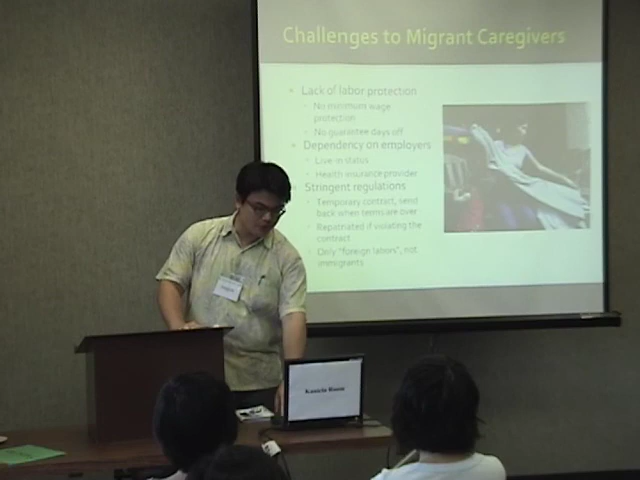 Challenges to Migrant Caregivers
• Lack of labor protection
◦ No minimum wage
protection
◦ No guarantee days off
• Dependency on employers
◦ Live-in status
◦ Health insurance provider
• Stringent regulations
◦ Temporary contract, send
back when terms are over
◦ Repatriated if violating the
contract
◦ Only "foreign labors", not
immigrants